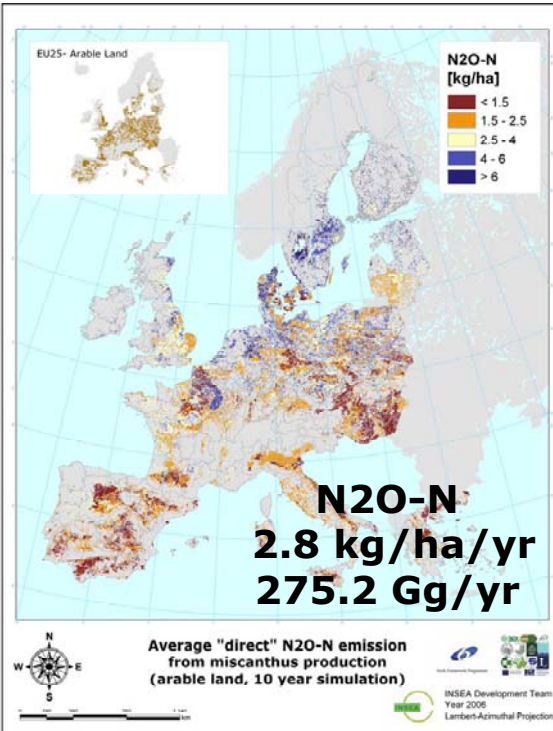 EU25- Arable Land
N2O-N
[kg/ha]
< 1.5
1.5 - 2.5
2.5 - 4
4 - 6
> 6
N2O-N
2.8 kg/ha/yr
275.2 Gg/yr
N
W
E
S
Average "direct" N2O-N emission
from miscanthus production
(arable land, 10 year simulation)
km
INSEA
INSEA Development Team
Year 2006
Lambert-Azimuthal Projection